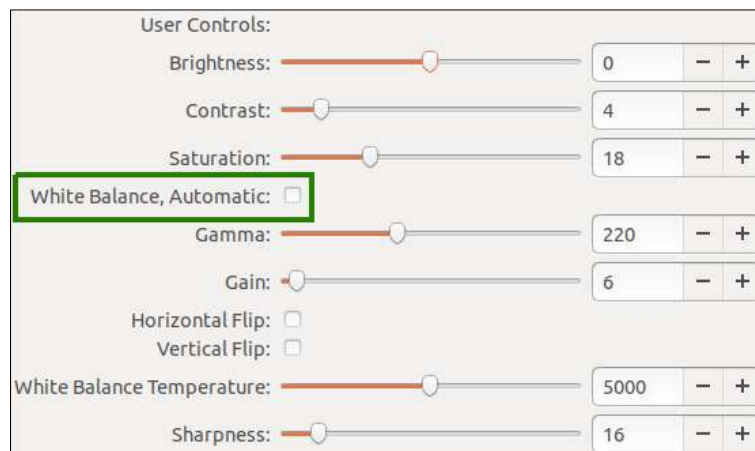 User Controls:
Brightness: 0 − +
Contrast: 4 − +
Saturation: 18 − +
White Balance, Automatic:
Gamma: 220 − +
Gain: 6 − +
Horizontal Flip:
Vertical Flip:
White Balance Temperature: 5000 − +
Sharpness: 16 − +